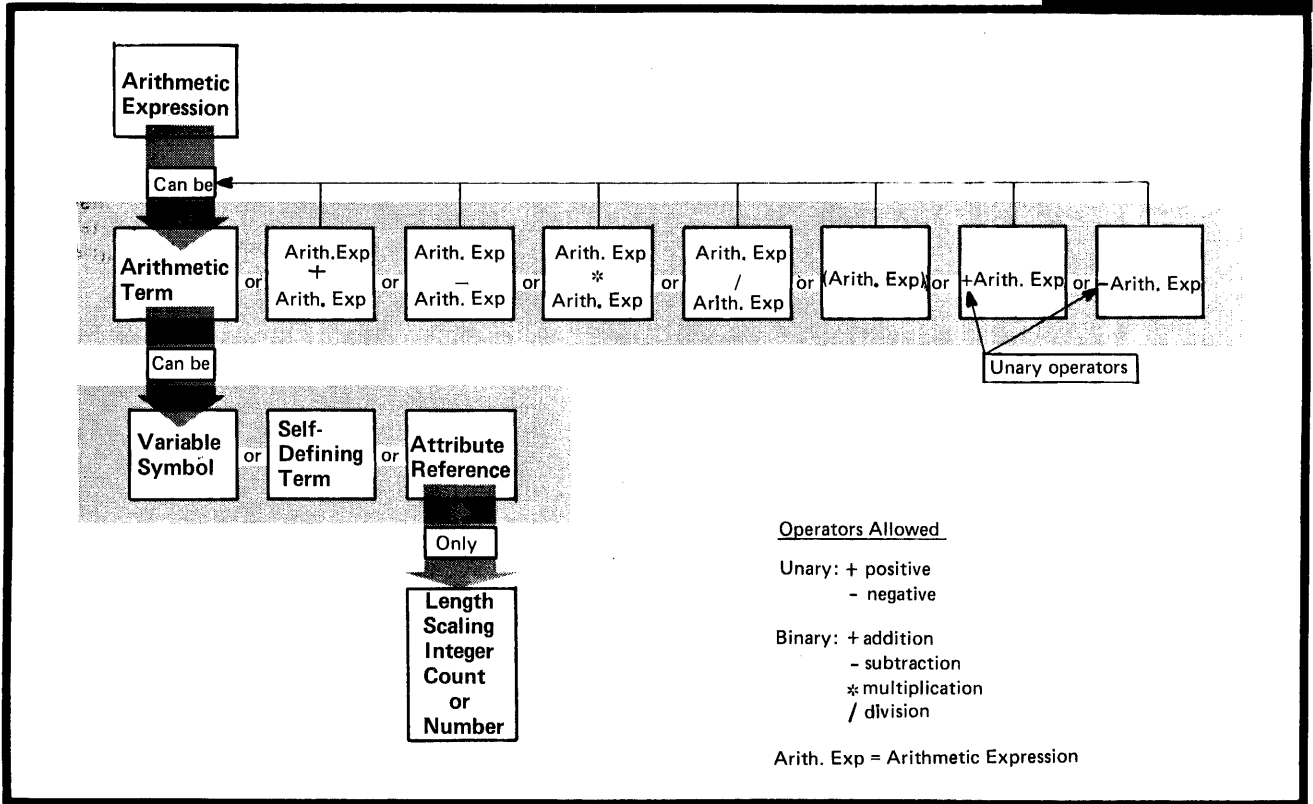 Arithmetic
Expression
Can be
Arithmetic
Term
or
Arith.Exp
+
Arith. Exp
or
Arith. Exp
-
Arith. Exp
or
Arith. Exp
*
Arith. Exp
or
Arith. Exp
/
Arith. Exp
or
(Arith. Exp)
or
+Arith. Exp
or
-Arith. Exp
Unary operators
Can be
Variable
Symbol
or
Self-
Defining
Term
or
Attribute
Reference
Only
Length
Scaling
Integer
Count
or
Number
Operators Allowed
Unary: + positive
- negative
Binary: + addition
- subtraction
* multiplication
/ division
Arith. Exp = Arithmetic Expression